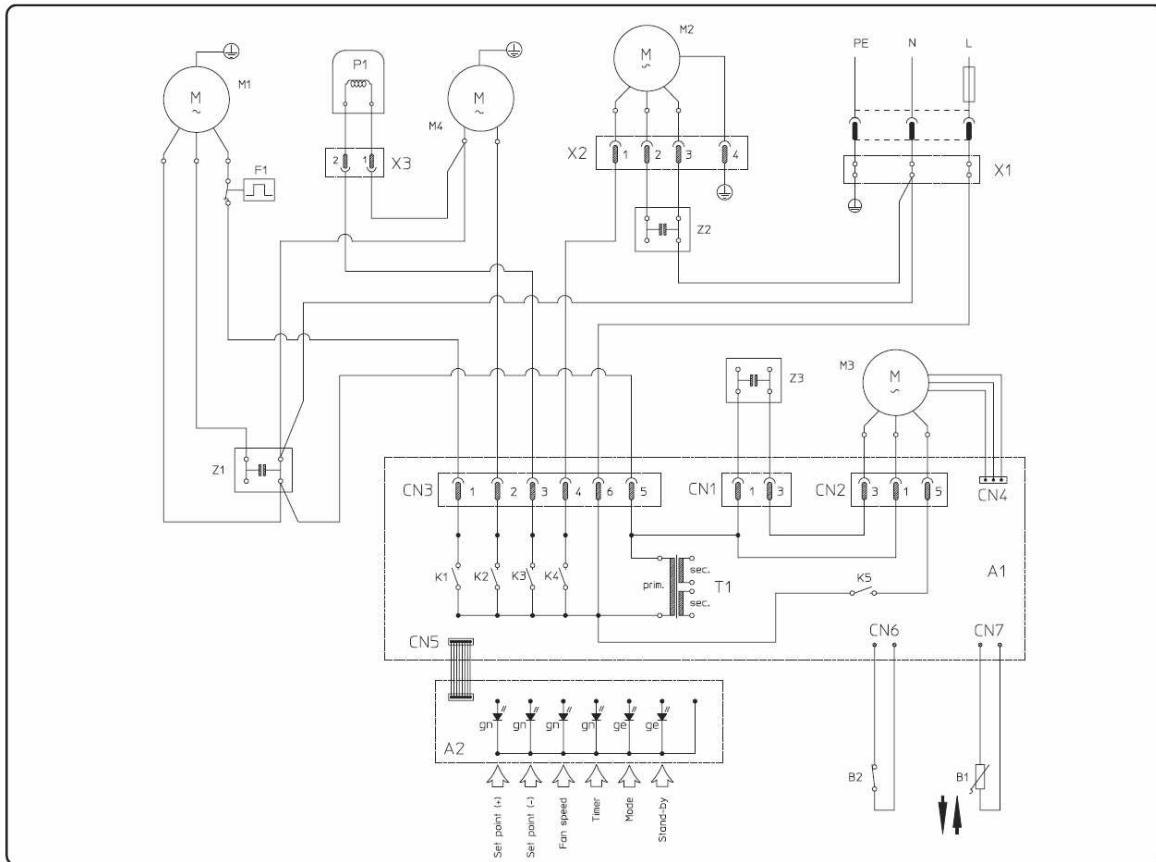 M1
M
~
P1
M4
M
~
M2
M
~
PE
N
L
X3
2
1
X2
1
2
3
4
X1
F1
Z2
Z1
Z3
M3
M
~
CN3
1
2
3
4
6
5
CN1
1
3
CN2
3
1
5
CN4
K1
K2
K3
K4
prim.
sec.
sec.
T1
K5
A1
CN5
CN6
CN7
A2
gn
gn
gn
gn
ge
ge
Set point (+)
Set point (-)
Fan speed
Timer
Mode
Stand-by
B2
B1